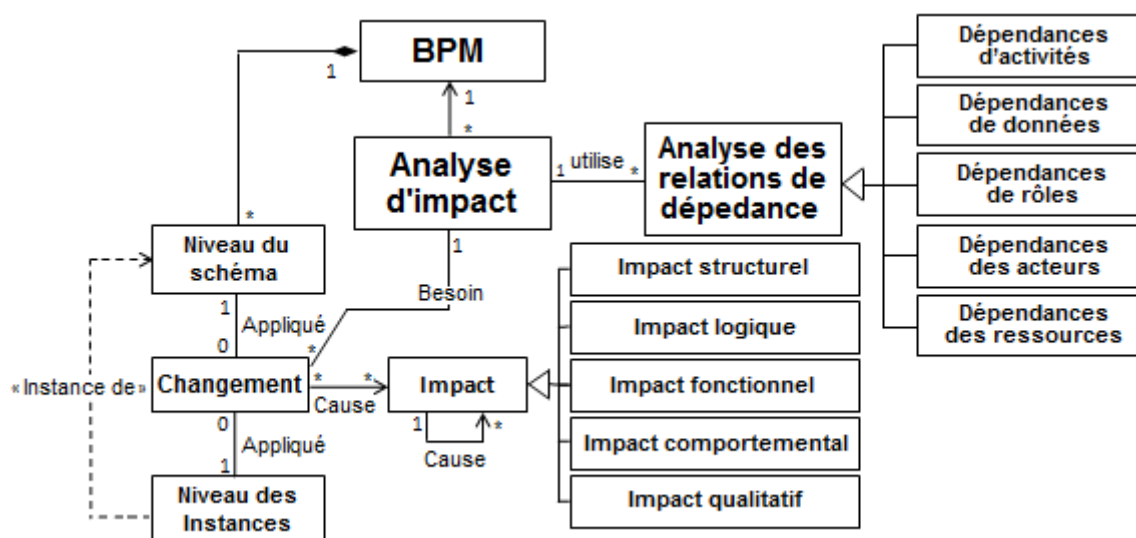 BPM
1
1
*
Analyse
d'impact
1
utilise
*
Analyse des
relations de
dépedance
Dépendances
d'activités
Dépendances
de données
Dépendances
de rôles
Dépendances
des acteurs
Dépendances
des ressources
*
Niveau du
schéma
1
Appliqué
0
1
Besoin
*
«Instance de»
Changement
*
*
Cause
Impact
1
*
Cause
Impact structurel
Impact logique
Impact fonctionnel
Impact comportemental
Impact qualitatif
0
Appliqué
1
Niveau des
Instances